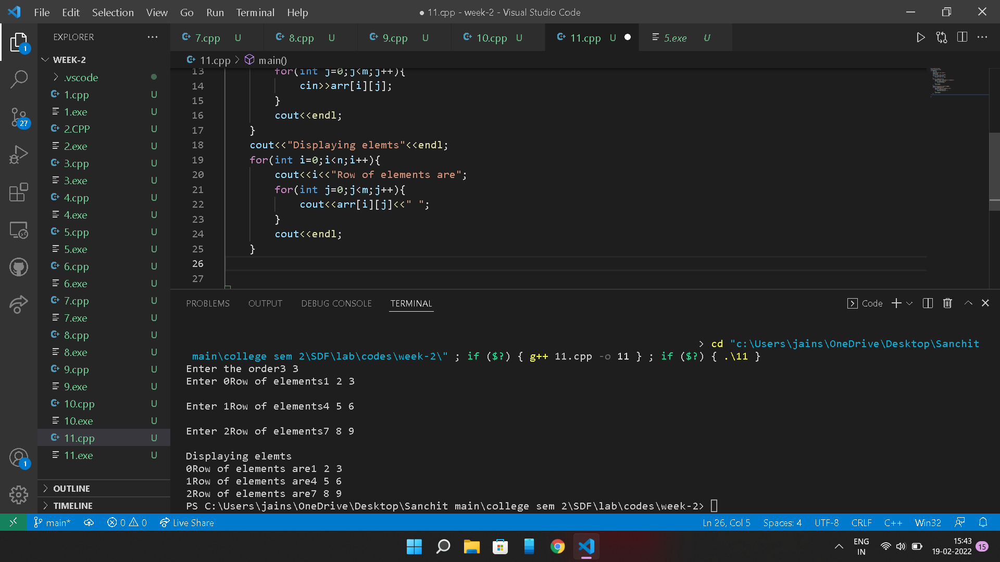 File Edit Selection View Go Run Terminal Help
● 11.cpp - week-2 - Visual Studio Code
EXPLORER
7.cpp U 8.cpp U 9.cpp U 10.cpp U 11.cpp U 5.exe U
11.cpp > main()
WEEK-2
.vscode
1.cpp U
1.exe U
2.CPP U
2.exe U
3.cpp U
3.exe U
4.cpp U
4.exe U
5.cpp U
5.exe U
6.cpp U
6.exe U
7.cpp U
7.exe U
8.cpp U
8.exe U
9.cpp U
9.exe U
10.cpp U
10.exe U
11.cpp U
11.exe U
OUTLINE
TIMELINE
1
27
1
13 for(int j=0;j<m;j++){
14 cin>>arr[i][j];
15 }
16 cout<<endl;
17 }
18 cout<<"Displaying elemts"<<endl;
19 for(int i=0;i<n;i++){
20 cout<<i<<"Row of elements are";
21 for(int j=0;j<m;j++){
22 cout<<arr[i][j]<<" ";
23 }
24 cout<<endl;
25 }
26
27
PROBLEMS OUTPUT DEBUG CONSOLE TERMINAL
Code
> cd "c:\Users\jains\OneDrive\Desktop\Sanchit
main\college sem 2\SDF\lab\codes\week-2\" ; if ($?) { g++ 11.cpp -o 11 } ; if ($?) { .\11 }
Enter the order3 3
Enter 0Row of elements1 2 3
Enter 1Row of elements4 5 6
Enter 2Row of elements7 8 9
Displaying elemts
0Row of elements are1 2 3
1Row of elements are4 5 6
2Row of elements are7 8 9
PS C:\Users\jains\OneDrive\Desktop\Sanchit main\college sem 2\SDF\lab\codes\week-2>
main* 0 0 Live Share
Ln 26, Col 5 Spaces: 4 UTF-8 CRLF C++ Win32
ENG
IN
15:43
19-02-2022
15